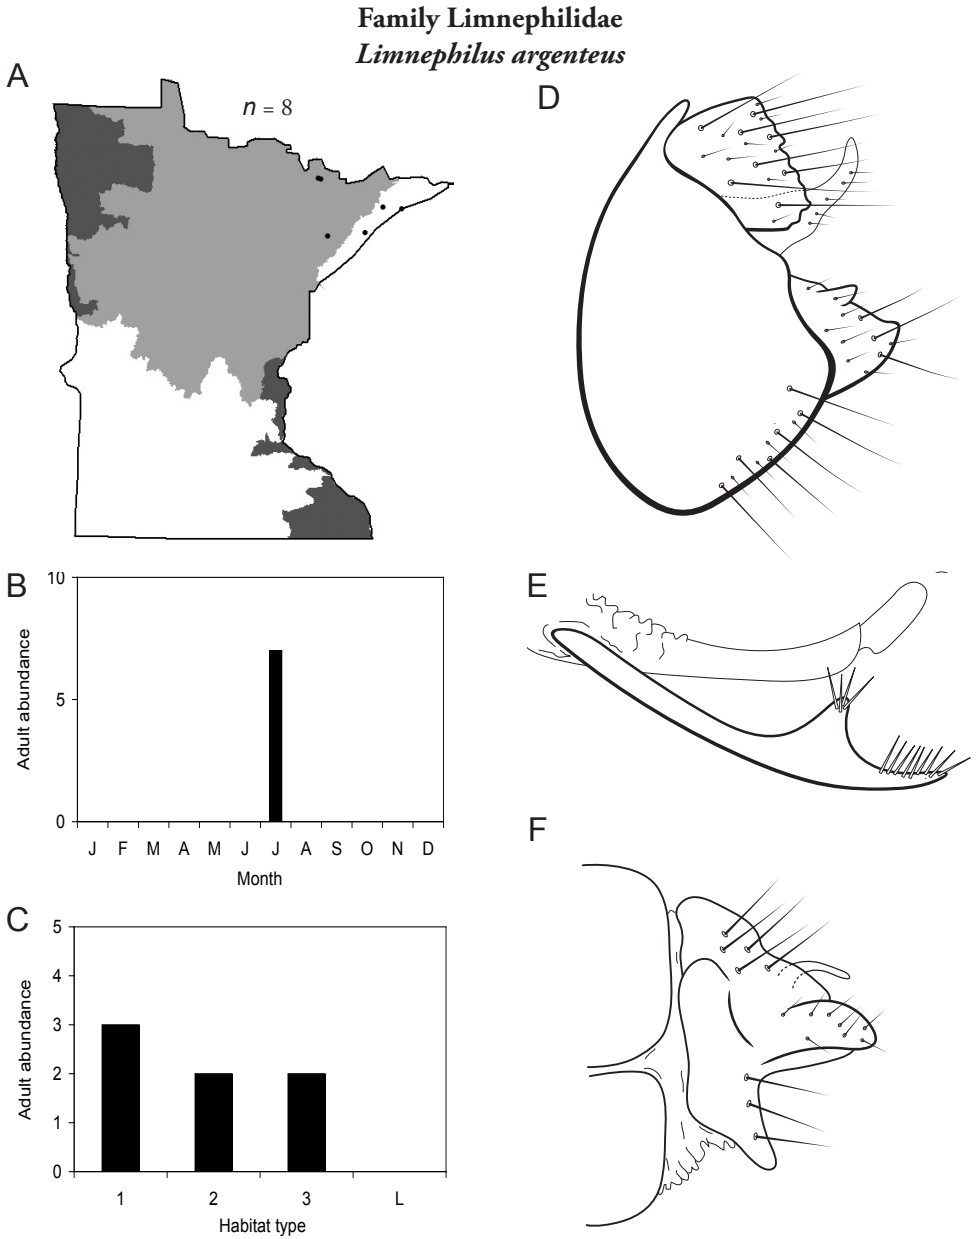 Family Limnephilidae
Limnephilus argenteus
A
n = 8
B
10
5
0
Adult abundance
J F M A M J J A S O N D
Month
C
5
4
3
2
1
0
Adult abundance
1 2 3 L
Habitat type
D
E
F